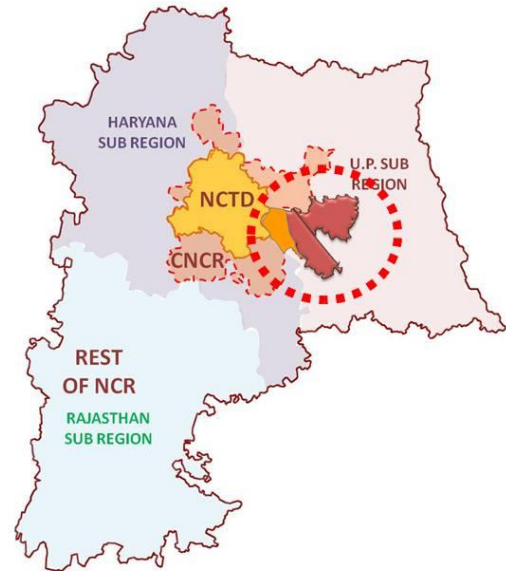 HARYANA
SUB REGION
U.P. SUB
REGION
NCTD
CNCR
REST
OF NCR
RAJASTHAN
SUB REGION